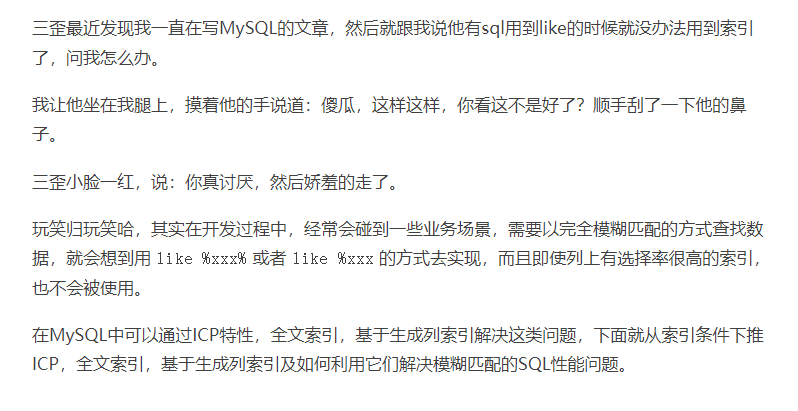 三歪最近发现我一直在写MySQL的文章，然后就跟我说他有sql用到like的时候就没办法用到索引
了，问我怎么办。
我让他坐在我腿上，摸着他的手说道：傻瓜，这样这样，你看这不是好了？顺手刮了一下他的鼻
子。
三歪小脸一红，说：你真讨厌，然后娇羞的走了。
玩笑归玩笑哈，其实在开发过程中，经常会碰到一些业务场景，需要以完全模糊匹配的方式查找数
据，就会想到用 like %xxx% 或者 like %xxx 的方式去实现，而且即使列上有选择率很高的索引，
也不会被使用。
在MySQL中可以通过ICP特性，全文索引，基于生成列索引解决这类问题，下面就从索引条件下推
ICP，全文索引，基于生成列索引及如何利用它们解决模糊匹配的SQL性能问题。